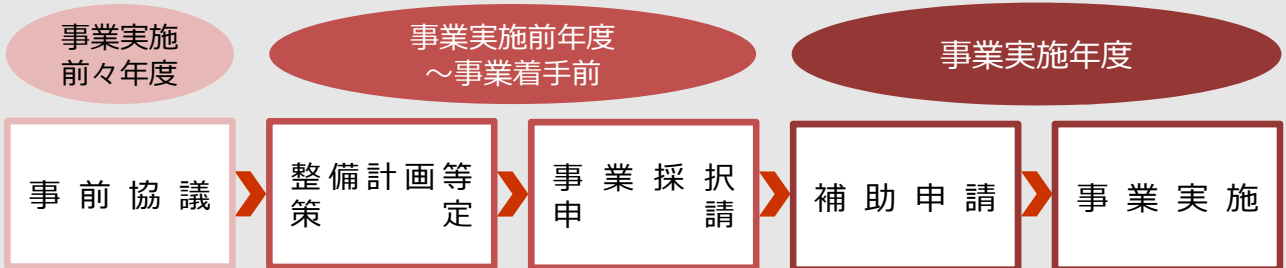 事業実施
前々年度
事業実施前年度
～事業着手前
事業実施年度
事前協議
整備計画等
策定
事業採択
申請
補助申請
事業実施